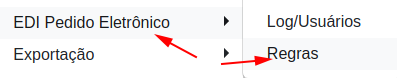 EDI Pedido Eletrônico
Exportação
Log/Usuários
Regras